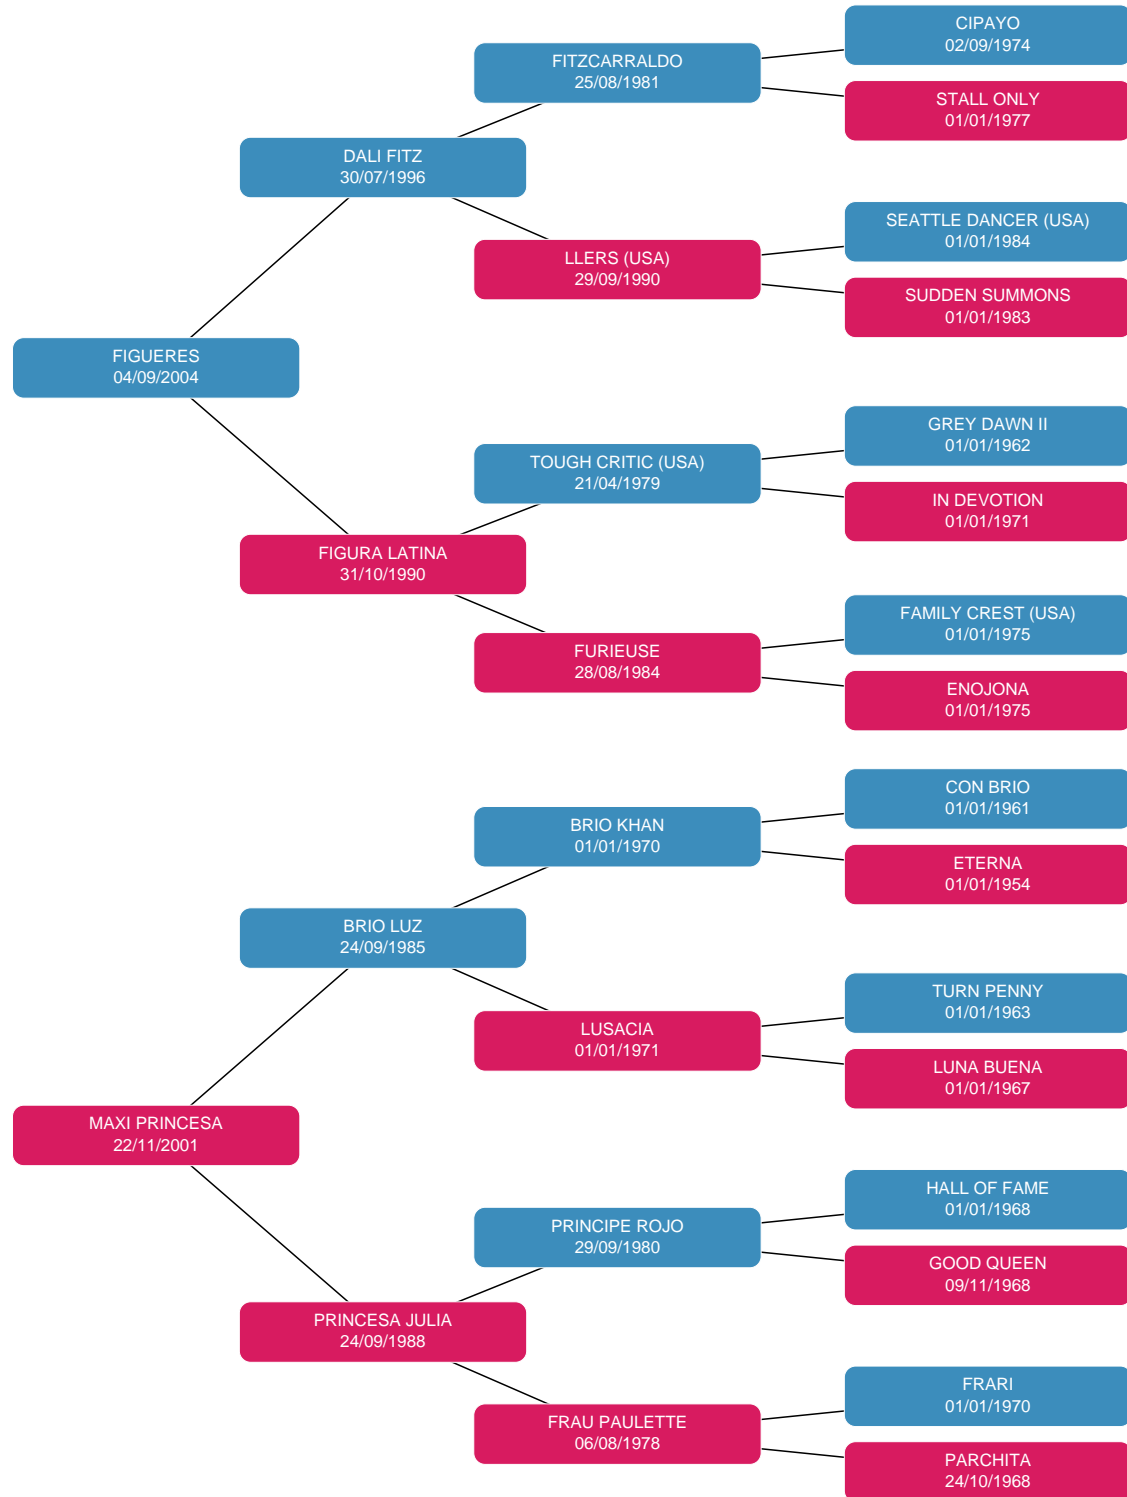 CIPAYO
02/09/1974
FITZCARRALDO
25/08/1981
STALL ONLY
01/01/1977
DALI FITZ
30/07/1996
SEATTLE DANCER (USA)
01/01/1984
LLERS (USA)
29/09/1990
SUDDEN SUMMONS
01/01/1983
FIGUERES
04/09/2004
GREY DAWN II
01/01/1962
TOUGH CRITIC (USA)
21/04/1979
IN DEVOTION
01/01/1971
FIGURA LATINA
31/10/1990
FAMILY CREST (USA)
01/01/1975
FURIEUSE
28/08/1984
ENOJONA
01/01/1975
CON BRIO
01/01/1961
BRIO KHAN
01/01/1970
ETERNA
01/01/1954
BRIO LUZ
24/09/1985
TURN PENNY
01/01/1963
LUSACIA
01/01/1971
LUNA BUENA
01/01/1967
MAXI PRINCESA
22/11/2001
HALL OF FAME
01/01/1968
PRINCIPE ROJO
29/09/1980
GOOD QUEEN
09/11/1968
PRINCESA JULIA
24/09/1988
FRARI
01/01/1970
FRAU PAULETTE
06/08/1978
PARCHITA
24/10/1968